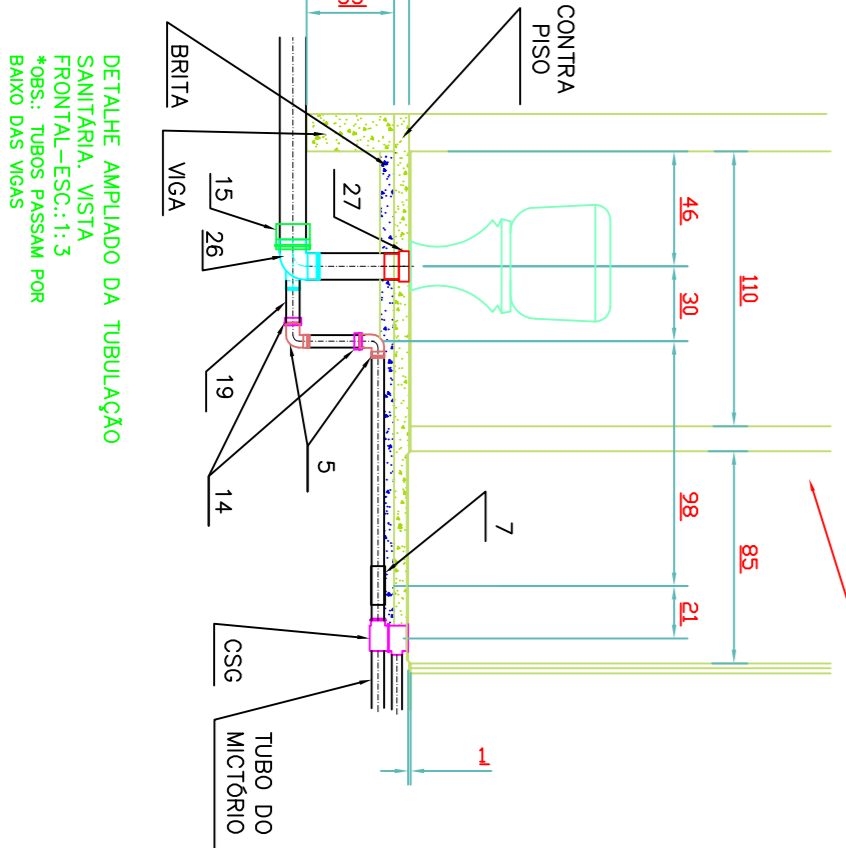 CONTRA
PISO
BRITA
VIGA
15
26
27
19
14
5
7
CSG
TUBO DO
MICTÓRIO
46
30
98
21
110
85
1
DETALHE AMPLIADO DA TUBULAÇÃO
SANITÁRIA. VISTA
FRONTAL-ESC.: 1: 3
*OBS.: TUBOS PASSAM POR
BAIXO DAS VIGAS